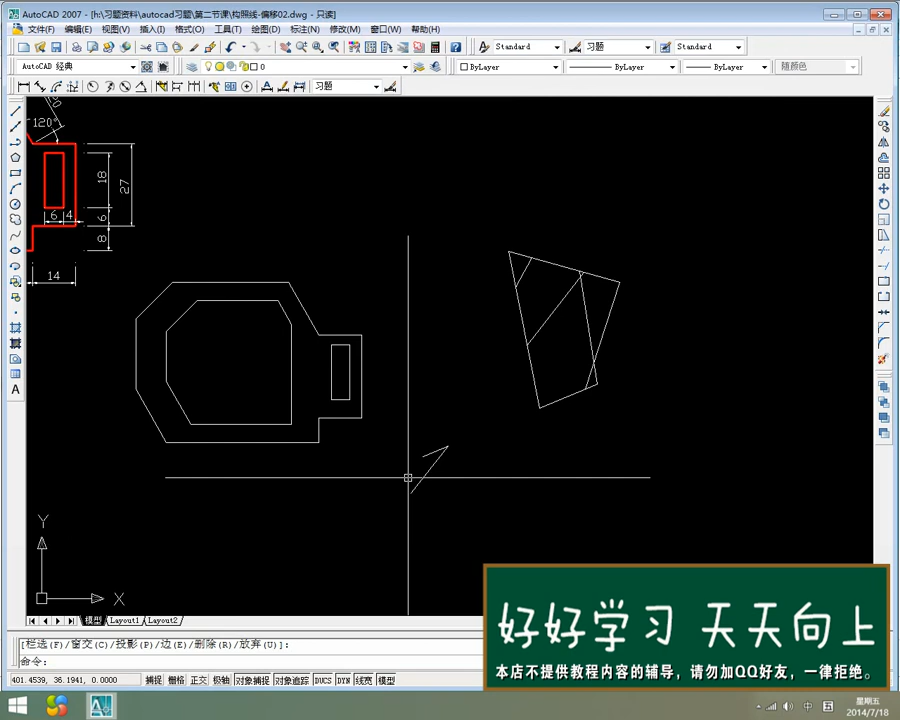 AutoCAD 2007 - [h:\习题资料\autocad习题\第二节课\构照线-偏移02.dwg - 只读]
文件(F) 编辑(E) 视图(V) 插入(I) 格式(O) 工具(T) 绘图(D) 标注(N) 修改(M) 窗口(W) 帮助(H)
Standard 习题 Standard
AutoCAD 经典 0 ByLayer ByLayer ByLayer 随颜色
习题
120°
18
27
6 4
6
8
14
Y
X
模型 Layout1 Layout2
[栏选(F)/窗交(C)/投影(P)/边(E)/删除(R)/放弃(U)]:
命令:
401.4539, 36.1941, 0.0000 捕捉 栅格 正交 极轴 对象捕捉 对象追踪 DUCS DYN 线宽 模型
好好学习 天天向上
本店不提供教程内容的辅导，请勿加QQ好友，一律拒绝。
中 五
星期五
2014/7/18